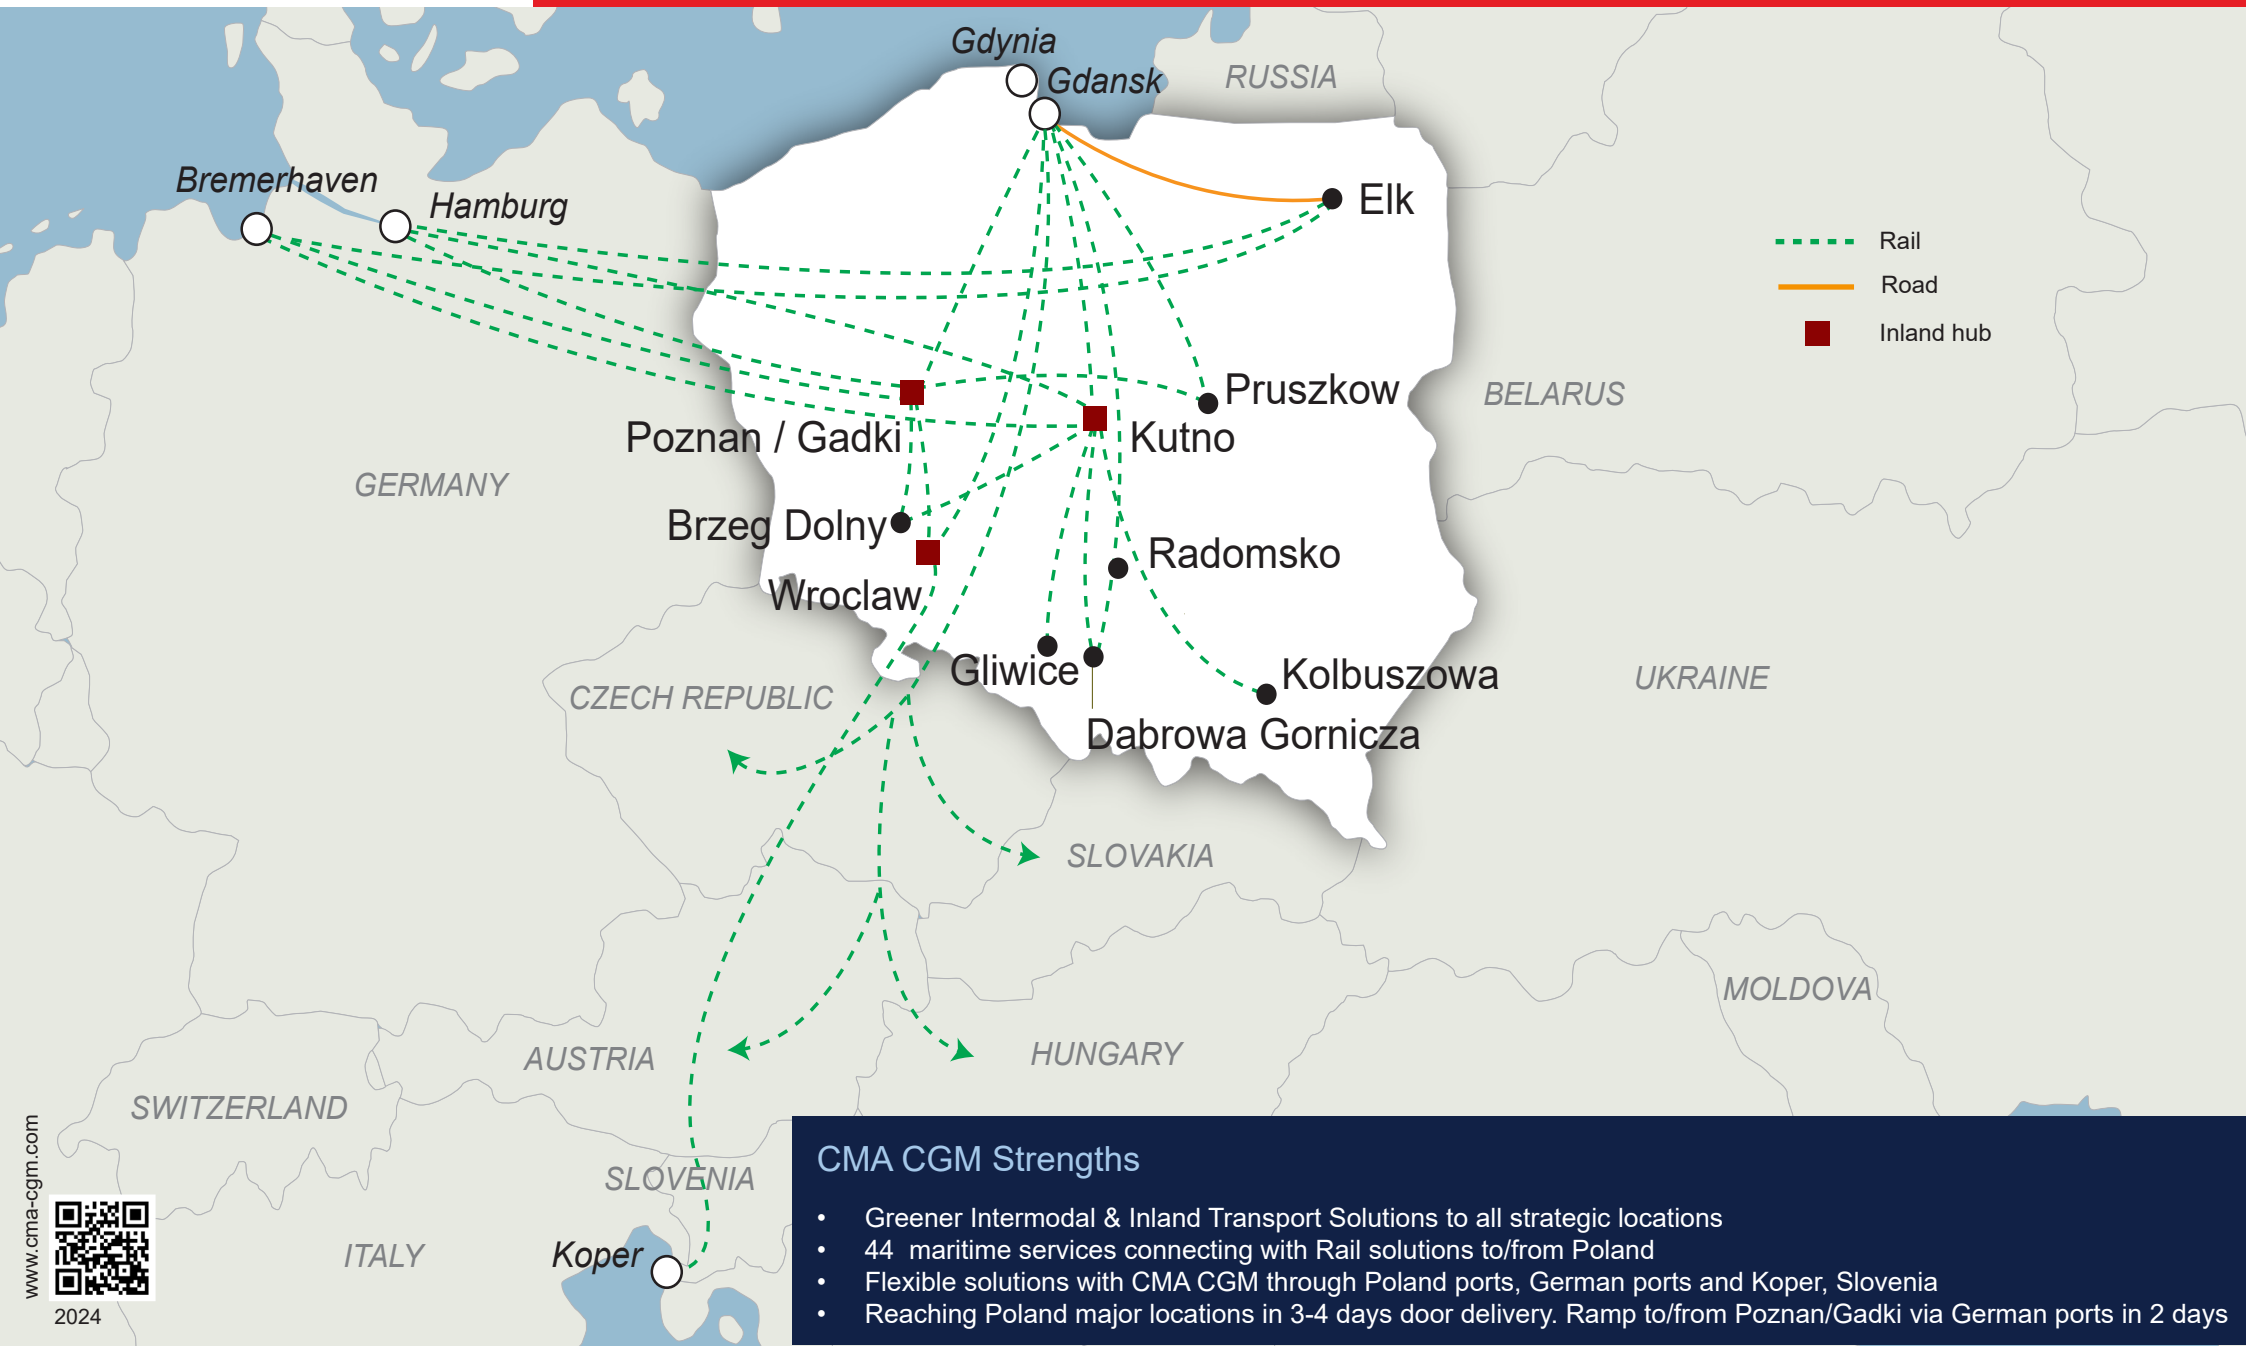 Gdynia
Gdansk
RUSSIA
Bremerhaven
Hamburg
Elk
Rail
Road
Inland hub
Pruszkow
BELARUS
Poznan / Gadki
Kutno
GERMANY
Brzeg Dolny
Radomsko
Wroclaw
Gliwice
Kolbuszowa
UKRAINE
CZECH REPUBLIC
Dabrowa Gornicza
SLOVAKIA
MOLDOVA
AUSTRIA
HUNGARY
SWITZERLAND
SLOVENIA
ITALY
Koper
www.cma-cgm.com
2024
CMA CGM Strengths
• Greener Intermodal & Inland Transport Solutions to all strategic locations
• 44 maritime services connecting with Rail solutions to/from Poland
• Flexible solutions with CMA CGM through Poland ports, German ports and Koper, Slovenia
• Reaching Poland major locations in 3-4 days door delivery. Ramp to/from Poznan/Gadki via German ports in 2 days